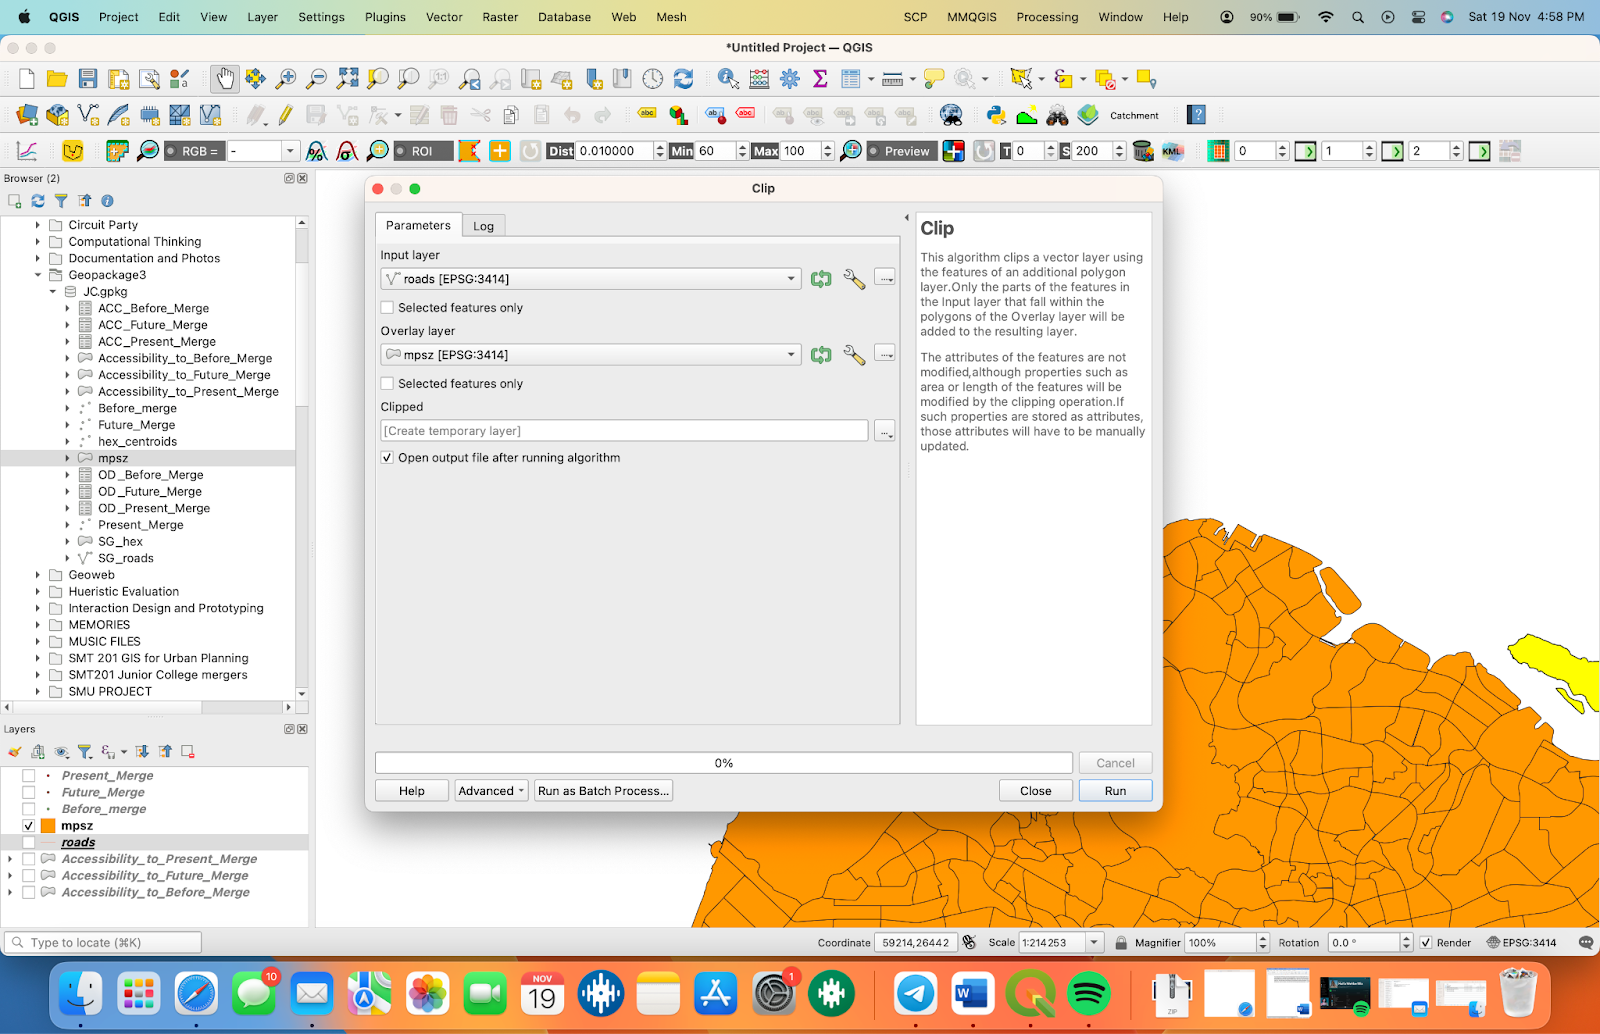 QGIS Project Edit View Layer Settings Plugins Vector Raster Database Web Mesh SCP MMQGIS Processing Window Help 90% Sat 19 Nov 4:58 PM
*Untitled Project — QGIS
abc abc abc Catchment
RGB = - ROI Dist 0.010000 Min 60 Max 100 Preview T 0 S 200 KML 0 1 2
Browser (2)
Circuit Party
Computational Thinking
Documentation and Photos
Geopackage3
JC.gpkg
ACC_Before_Merge
ACC_Future_Merge
ACC_Present_Merge
Accessibility_to_Before_Merge
Accessibility_to_Future_Merge
Accessibility_to_Present_Merge
Before_merge
Future_Merge
hex_centroids
mpsz
OD_Before_Merge
OD_Future_Merge
OD_Present_Merge
Present_Merge
SG_hex
SG_roads
Geoweb
Hueristic Evaluation
Interaction Design and Prototyping
MEMORIES
MUSIC FILES
SMT 201 GIS for Urban Planning
SMT201 Junior College mergers
SMU PROJECT
Layers
Present_Merge
Future_Merge
Before_merge
mpsz
roads
Accessibility_to_Present_Merge
Accessibility_to_Future_Merge
Accessibility_to_Before_Merge
Clip
Parameters Log
Input layer
roads [EPSG:3414]
Selected features only
Overlay layer
mpsz [EPSG:3414]
Selected features only
Clipped
[Create temporary layer]
Open output file after running algorithm
Clip
This algorithm clips a vector layer using
the features of an additional polygon
layer.Only the parts of the features in
the Input layer that fall within the
polygons of the Overlay layer will be
added to the resulting layer.
The attributes of the features are not
modified,although properties such as
area or length of the features will be
modified by the clipping operation.If
such properties are stored as attributes,
those attributes will have to be manually
updated.
0% Cancel
Help Advanced Run as Batch Process... Close Run
Type to locate (⌘K) Coordinate 59214,26442 Scale 1:214253 Magnifier 100% Rotation 0.0 ° Render EPSG:3414
10 NOV 19 1 W ZIP